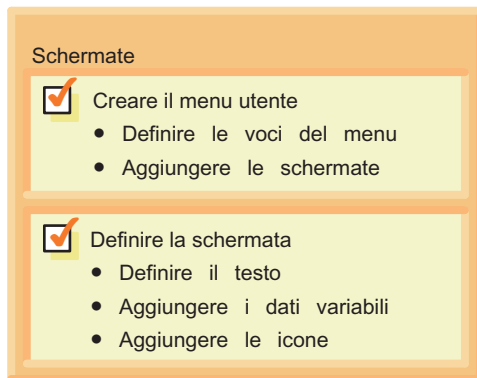 Schermate
Creare il menu utente
• Definire le voci del menu
• Aggiungere le schermate
Definire la schermata
• Definire il testo
• Aggiungere i dati variabili
• Aggiungere le icone